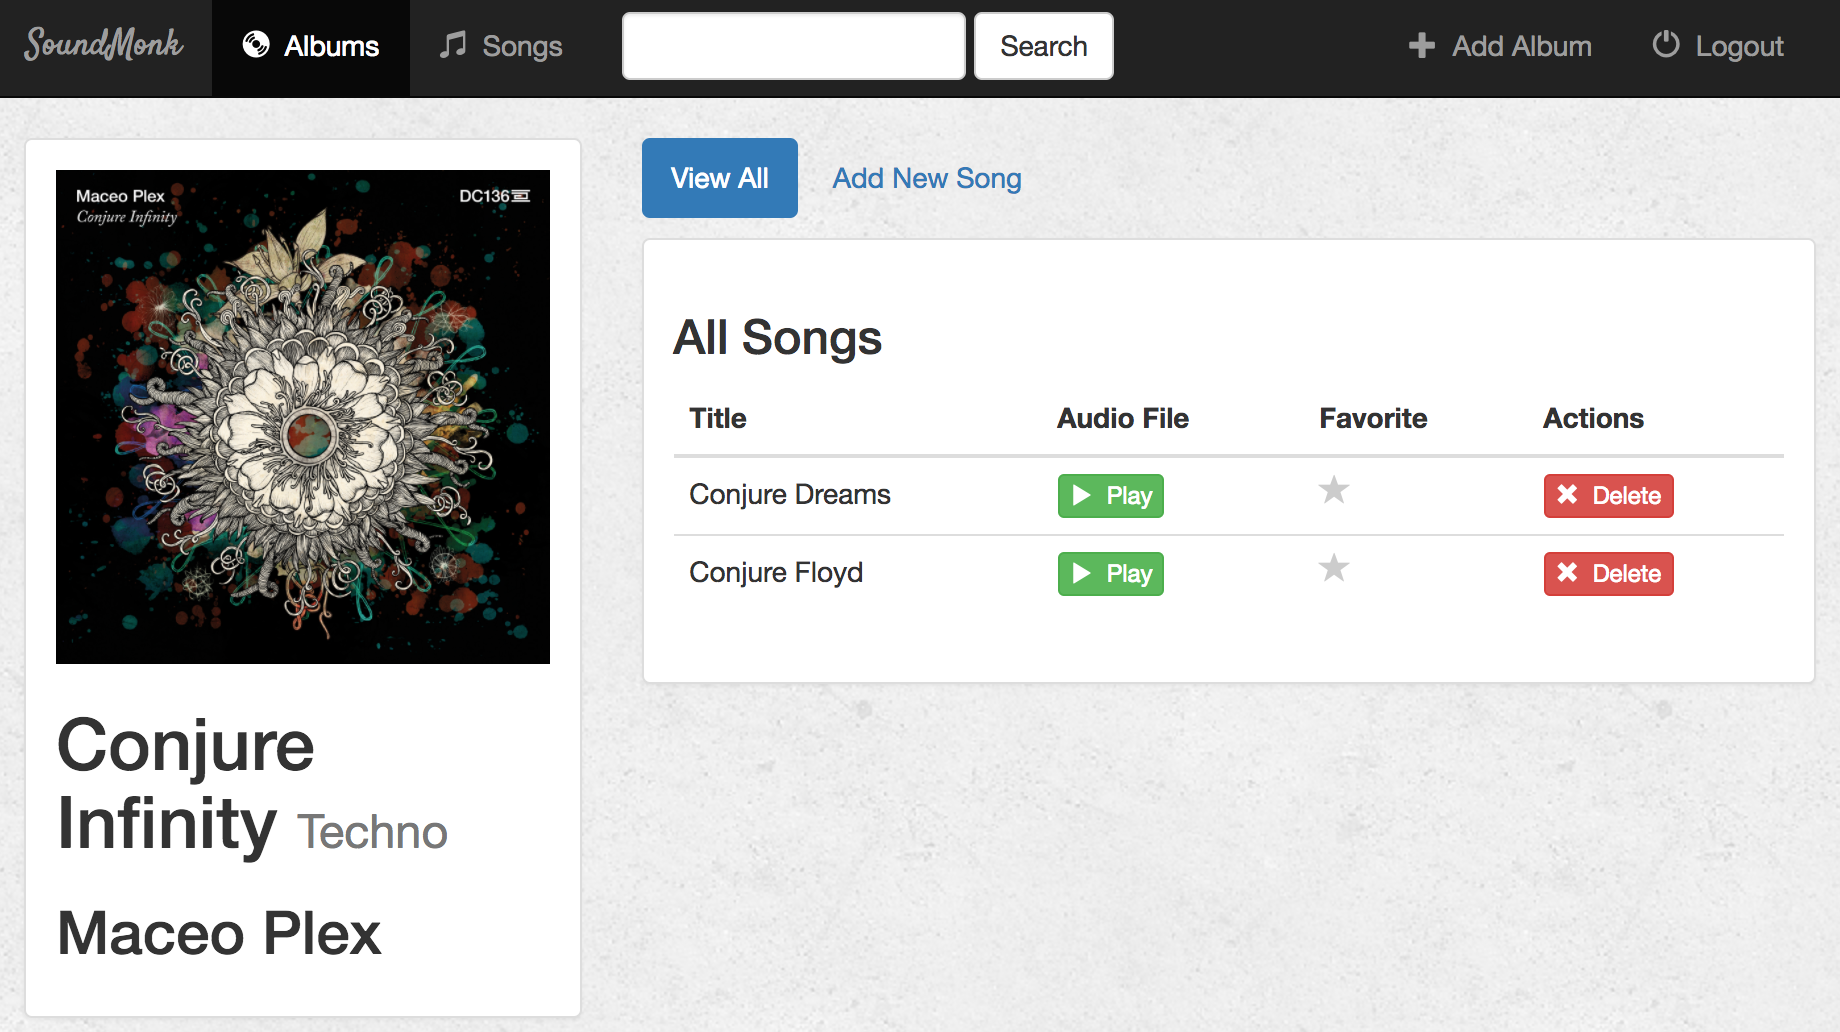 SoundMonk Albums Songs Search Add Album Logout
Maceo Plex DC136
Conjure Infinity
Conjure
Infinity Techno
Maceo Plex
View All Add New Song
All Songs
Title Audio File Favorite Actions
Conjure Dreams Play Delete
Conjure Floyd Play Delete